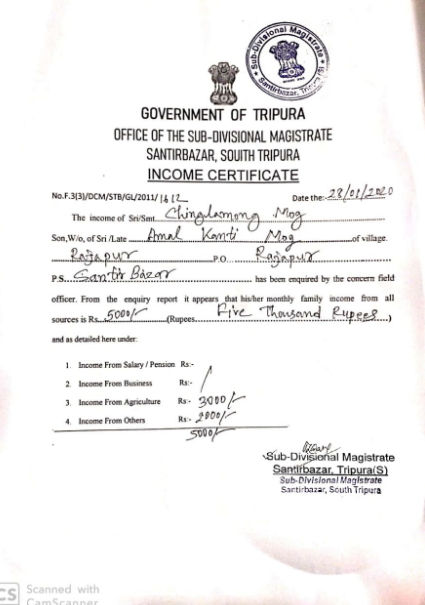 Sub-Divisional Magistrate
Santirbazar, Tripura (S)
GOVERNMENT OF TRIPURA
OFFICE OF THE SUB-DIVISIONAL MAGISTRATE
SANTIRBAZAR, SOUITH TRIPURA
INCOME CERTIFICATE
No.F.3(3)/DCM/STB/GL/2011/1612 Date the:-28/01/2020
The income of Sri/Smt. Chinglamong Mog
Son,W/o, of Sri /Late Amal Kanti Mog of village.
Rajapur P.O Rajapur
P.S. Santir Bazar has been enquired by the concern field
officer. From the enquiry report it appears that his/her monthly family income from all
sources is Rs. 5000/- (Rupees. Five Thousand Rupees)
and as detailed here under:
1. Income From Salary / Pension Rs:-
2. Income From Business Rs:-
3. Income From Agriculture Rs:- 3000/-
4. Income From Others Rs:- 2000/-
5000/-
Sub-Divisional Magistrate
Santirbazar, Tripura(S)
Sub-Divisional Magistrate
Santirbazar, South Tripura
CS Scanned with
CamScanner